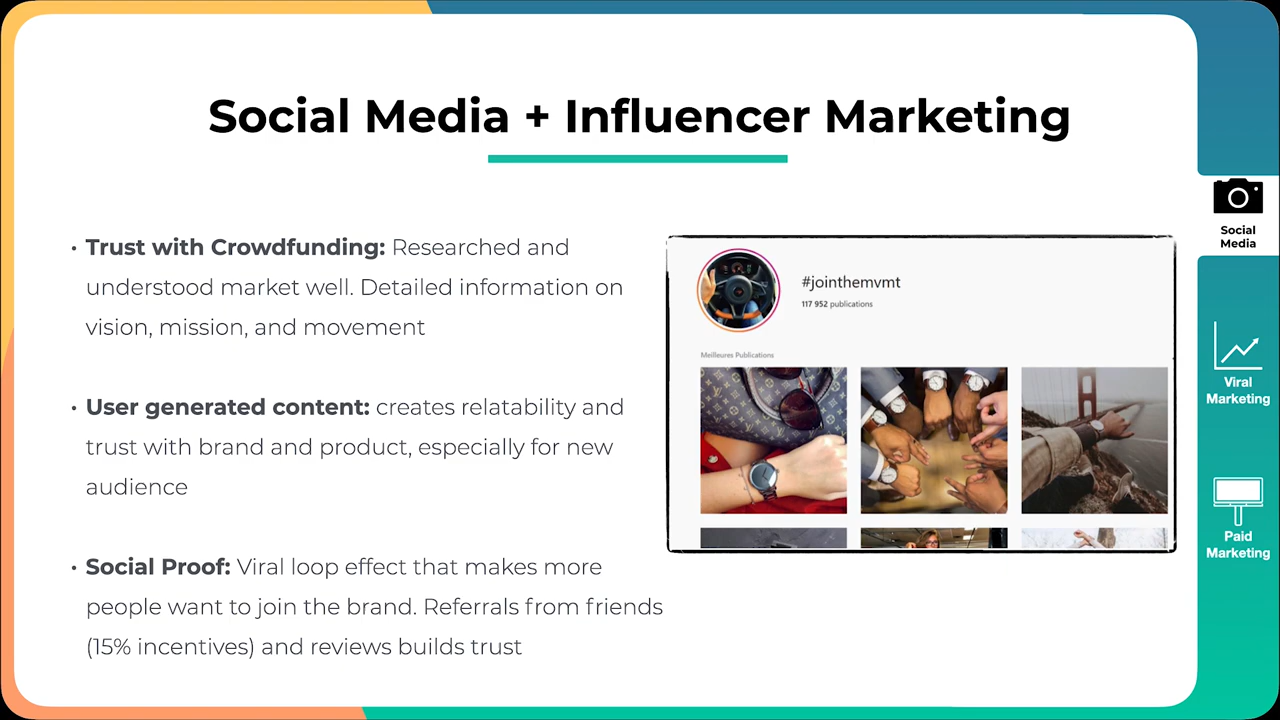 Social Media + Influencer Marketing
• Trust with Crowdfunding: Researched and
understood market well. Detailed information on
vision, mission, and movement
• User generated content: creates relatability and
trust with brand and product, especially for new
audience
• Social Proof: Viral loop effect that makes more
people want to join the brand. Referrals from friends
(15% incentives) and reviews builds trust
#jointhemvmt
117 952 publications
Meilleures Publications
Social
Media
Viral
Marketing
Paid
Marketing